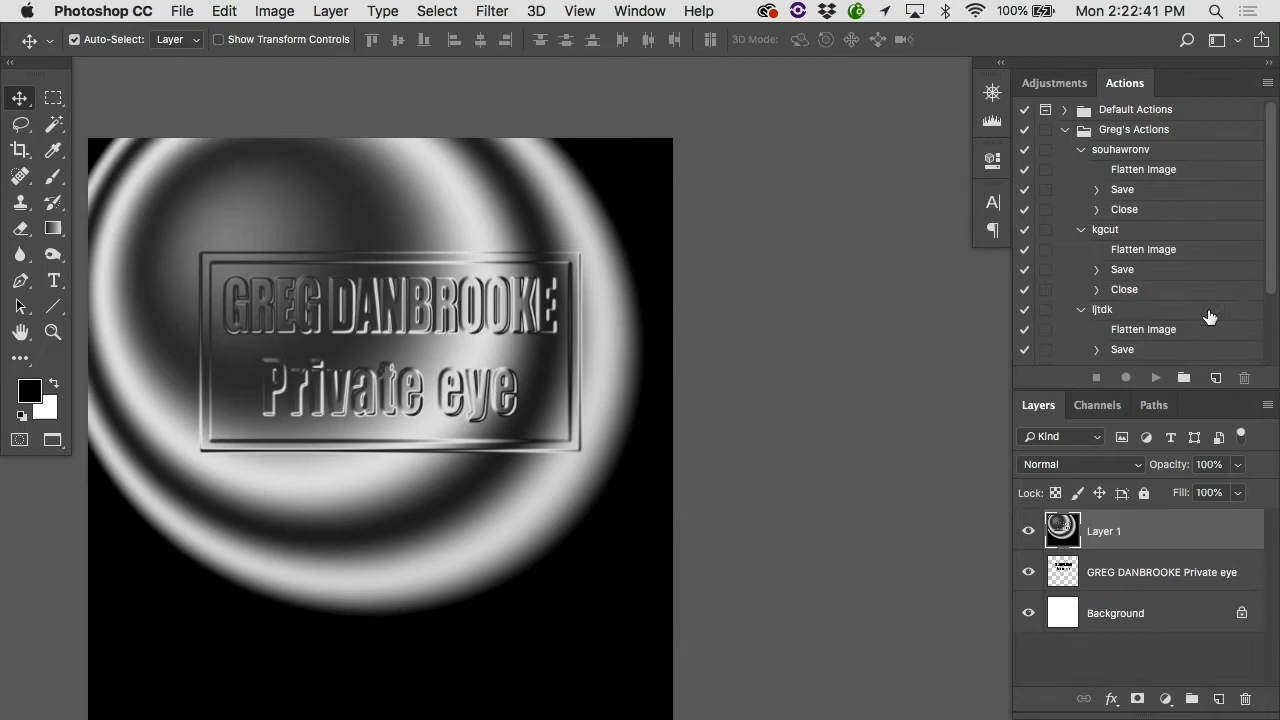 Photoshop CC File Edit Image Layer Type Select Filter 3D View Window Help 100% Mon 2:22:41 PM
Auto-Select: Layer Show Transform Controls 3D Mode:
Adjustments Actions
Default Actions
Greg's Actions
souhawronv
Flatten Image
Save
Close
kgcut
Flatten Image
Save
Close
ljtdk
Flatten Image
Save
GREG DANBROOKE
Private eye
Layers Channels Paths
Kind
Normal Opacity: 100%
Lock: Fill: 100%
Layer 1
GREG DANBROOKE Private eye
Background